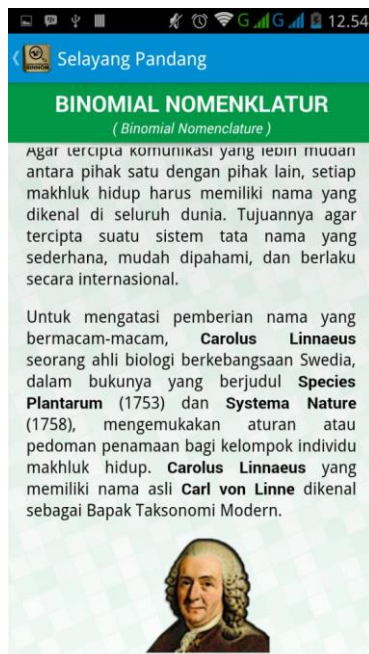 G G 12.54
BINNOM
Selayang Pandang
BINOMIAL NOMENKLATUR
( Binomial Nomenclature )
Agar tercipta komunikasi yang lebih mudah
antara pihak satu dengan pihak lain, setiap
makhluk hidup harus memiliki nama yang
dikenal di seluruh dunia. Tujuannya agar
tercipta suatu sistem tata nama yang
sederhana, mudah dipahami, dan berlaku
secara internasional.
Untuk mengatasi pemberian nama yang
bermacam-macam, Carolus Linnaeus
seorang ahli biologi berkebangsaan Swedia,
dalam bukunya yang berjudul Species
Plantarum (1753) dan Systema Nature
(1758), mengemukakan aturan atau
pedoman penamaan bagi kelompok individu
makhluk hidup. Carolus Linnaeus yang
memiliki nama asli Carl von Linne dikenal
sebagai Bapak Taksonomi Modern.